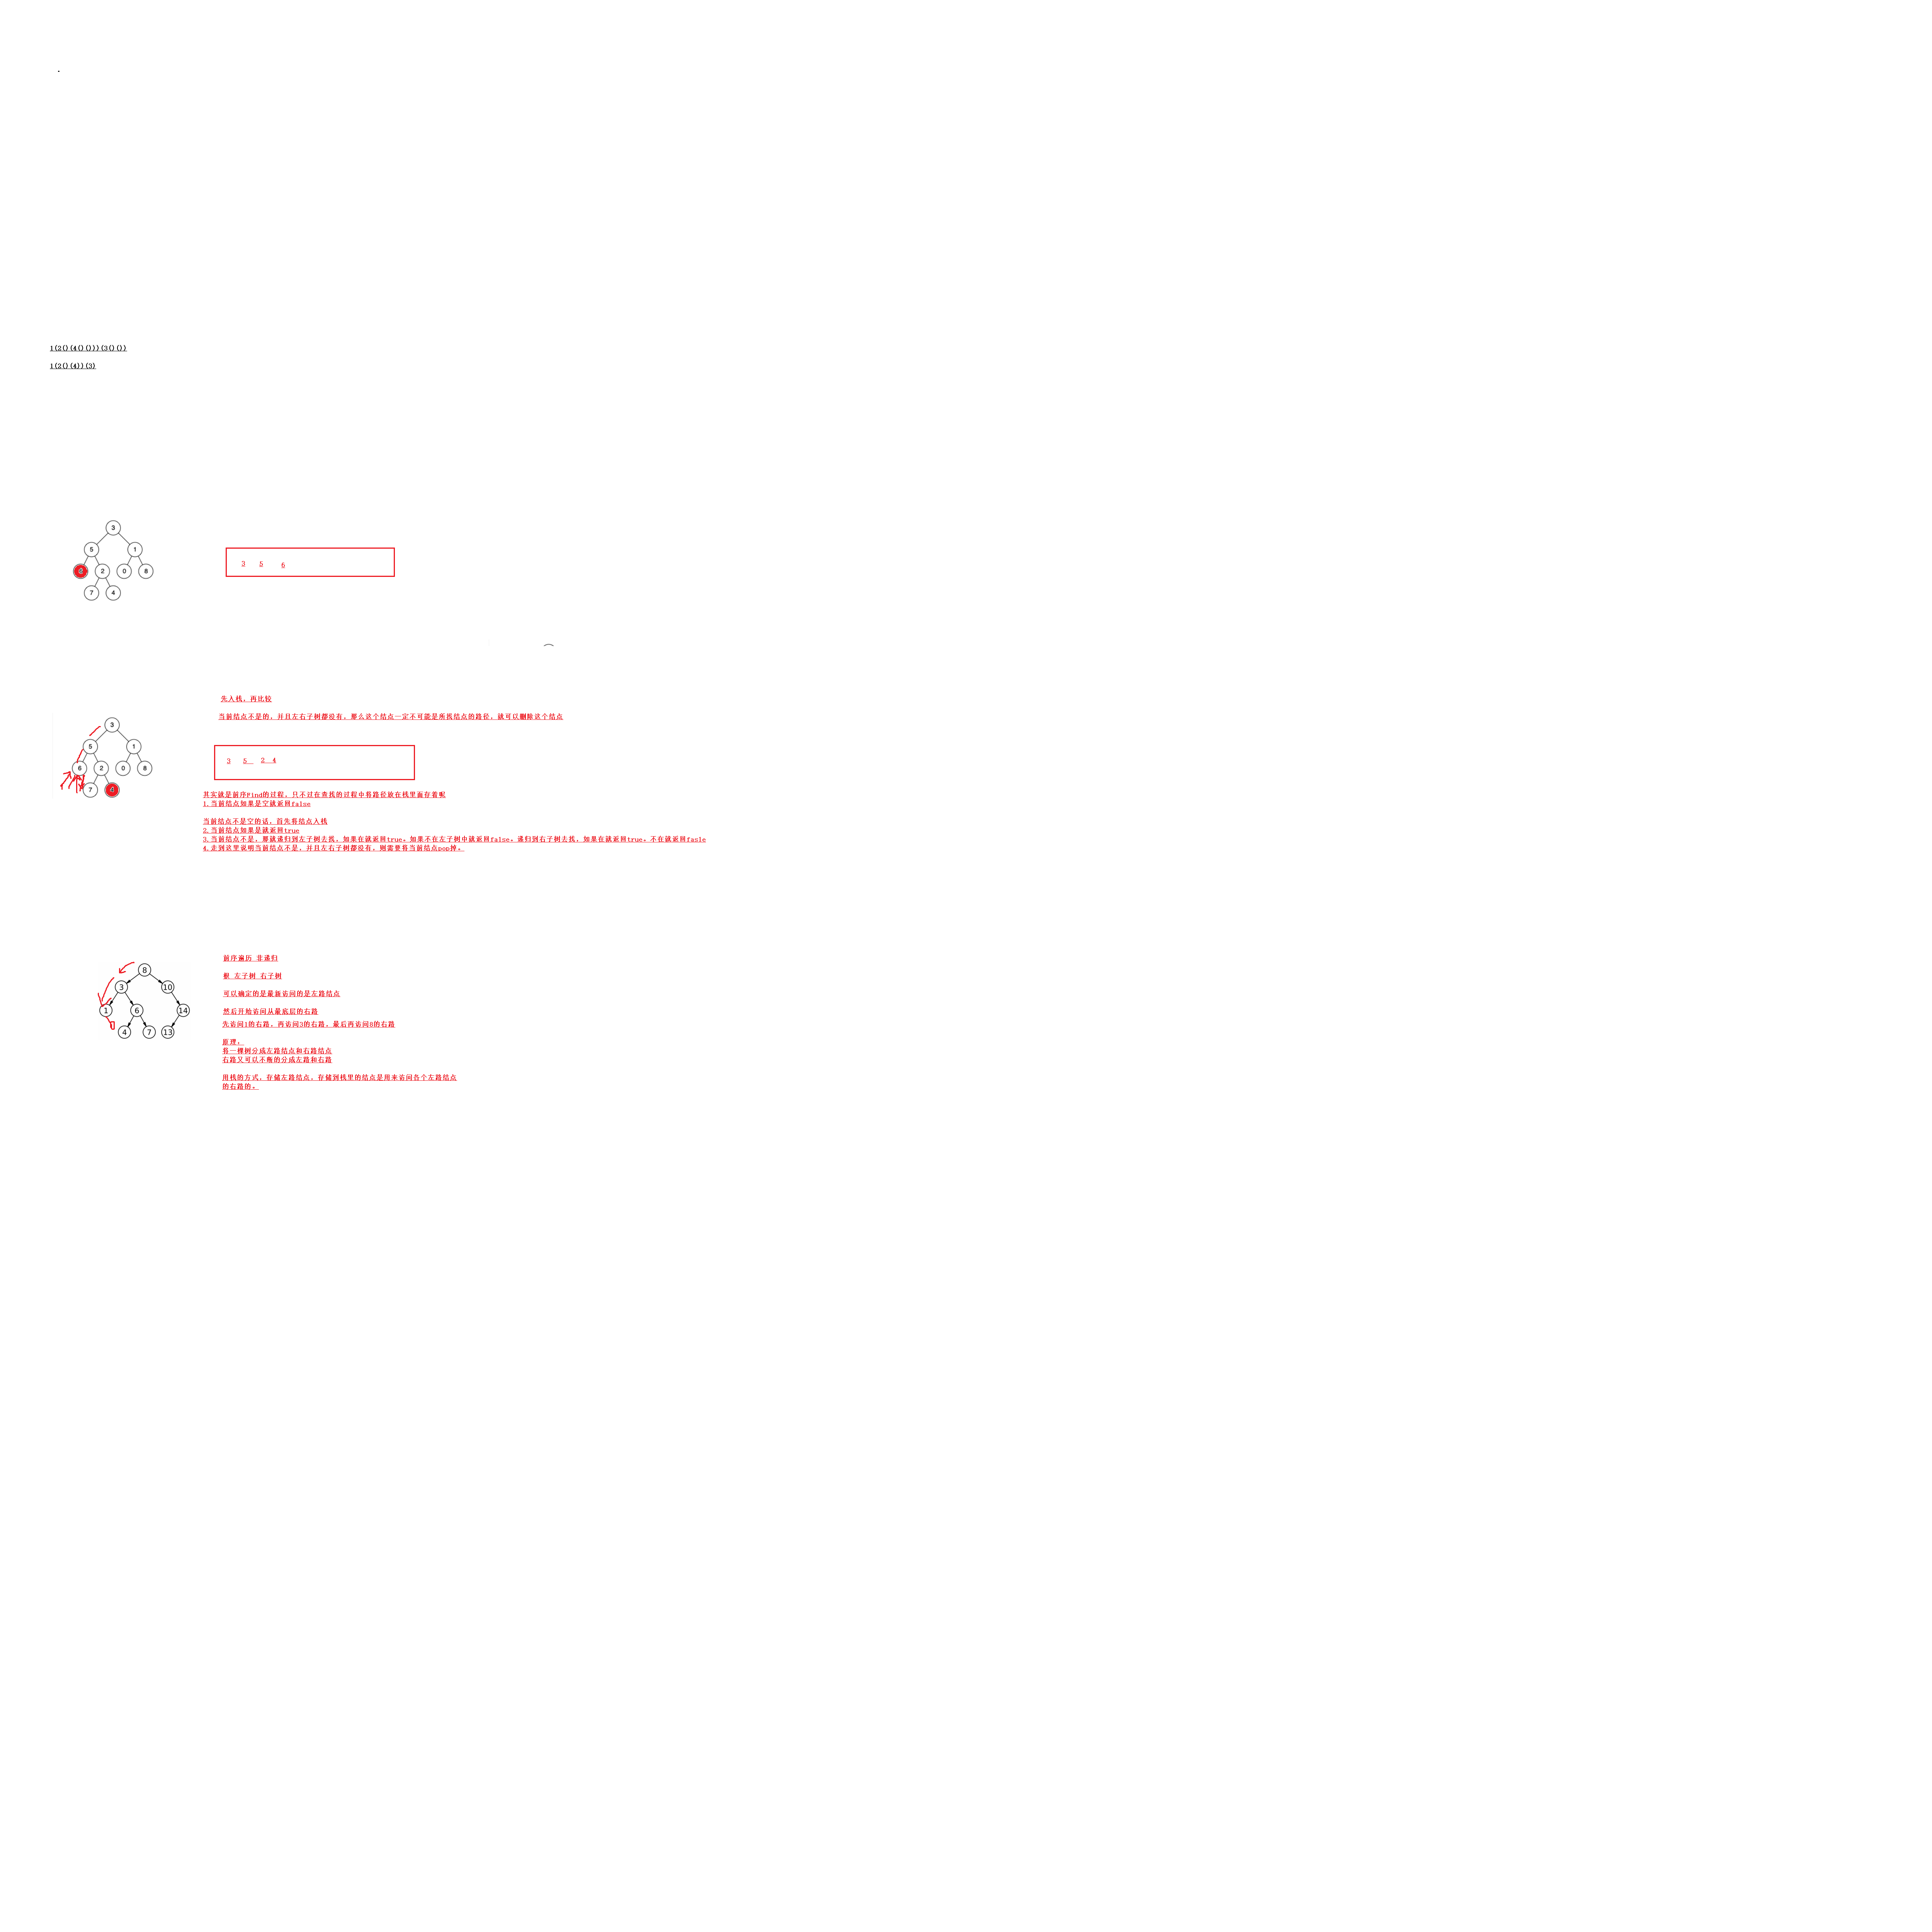 1(2()(4()()))(3()())
1(2()(4))(3)
3
5 1
2 0 8
7 4
3 5 6
先入栈，再比较
当前结点不是的，并且左右子树都没有，那么这个结点一定不可能是所找结点的路径，就可以删除这个结点
3
5 1
6 2 0 8
7 4
3 5 2 4
其实就是前序Find的过程，只不过在查找的过程中将路径放在栈里面存着呢
1.当前结点如果是空就返回false
当前结点不是空的话，首先将结点入栈
2.当前结点如果是就返回true
3.当前结点不是，那就递归到左子树去找，如果在就返回true，如果不在左子树中就返回false，递归到右子树去找，如果在就返回true，不在就返回fasle
4.走到这里说明当前结点不是，并且左右子树都没有，则需要将当前结点pop掉。
前序遍历 非递归
根 左子树 右子树
可以确定的是最新访问的是左路结点
然后开始访问从最底层的右路
先访问1的右路，再访问3的右路，最后再访问8的右路
原理。
将一棵树分成左路结点和右路结点
右路又可以不断的分成左路和右路
用栈的方式，存储左路结点，存储到栈里的结点是用来访问各个左路结点
的右路的。
8
3 10
1 6 14
4 7 13